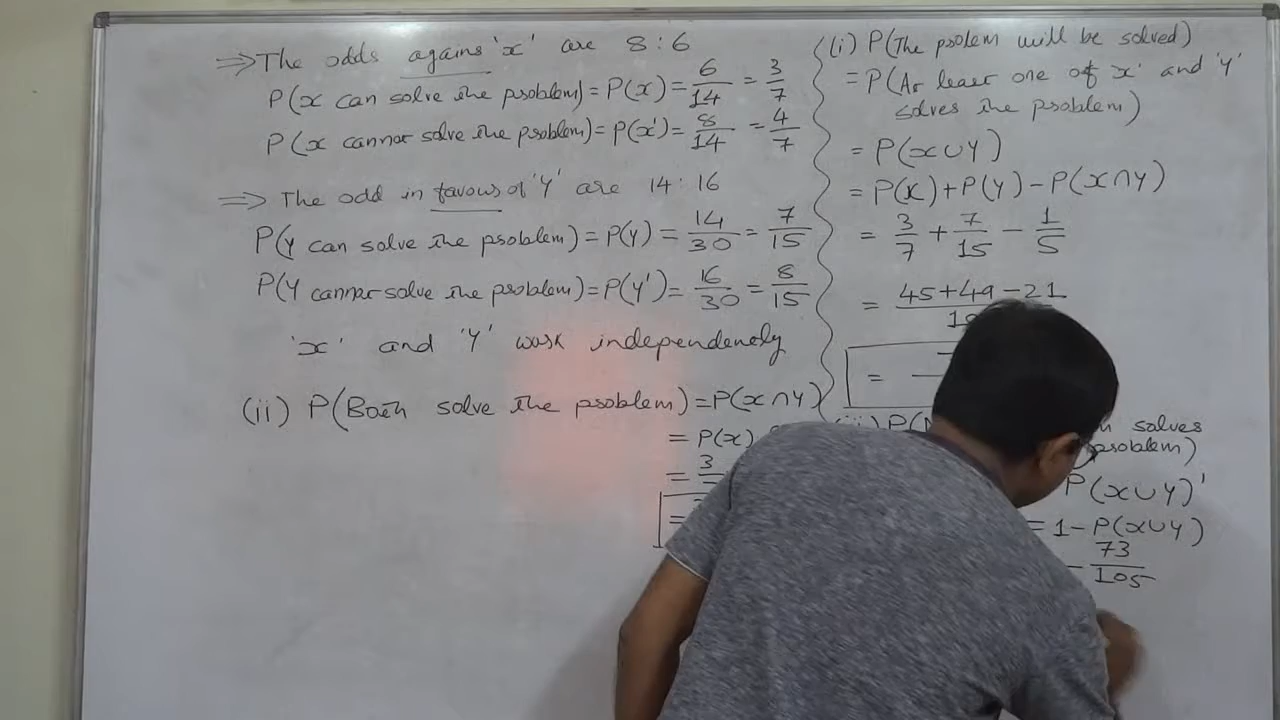 ⇒ The odds agains 'x' are 8 : 6
P(x can solve the problem) = P(x) = 6/14 = 3/7
P(x cannot solve the problem) = P(x') = 8/14 = 4/7
⇒ The odd in favour of 'Y' are 14 : 16
P(Y can solve the problem) = P(Y) = 14/30 = 7/15
P(Y cannot solve the problem) = P(Y') = 16/30 = 8/15
'x' and 'Y' work independenely
(ii) P(Both solve the problem) = P(x∩Y)
= P(x)
= 3
=
(i) P(The poolem will be solved)
= P(At least one of 'x' and 'Y'
solves the problem)
= P(x∪Y)
= P(x) + P(Y) − P(x∩Y)
= 3/7 + 7/15 − 1/5
= 45+49−21
=
P(
solves
problem)
P(x∪Y)'
= 1 − P(x∪Y)
− 73/105